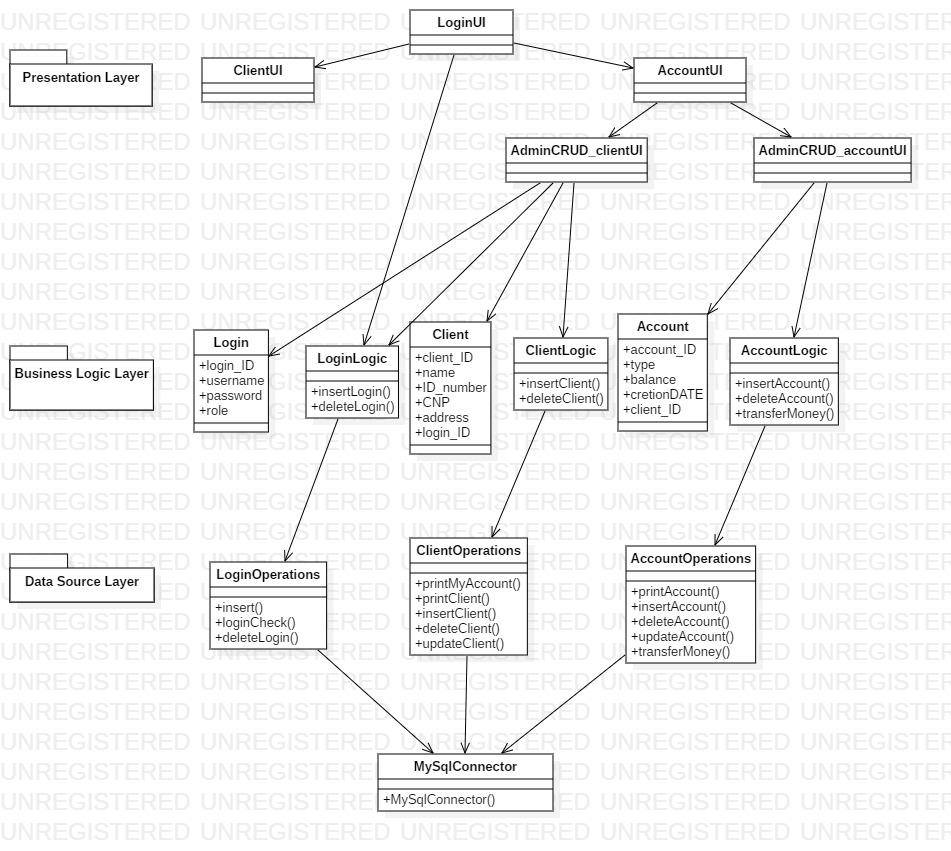 LoginUI
ClientUI
AccountUI
Presentation Layer
AdminCRUD_clientUI
AdminCRUD_accountUI
Login
+login_ID
+username
+password
+role
LoginLogic
+insertLogin()
+deleteLogin()
Client
+client_ID
+name
+ID_number
+CNP
+address
+login_ID
ClientLogic
+insertClient()
+deleteClient()
Account
+account_ID
+type
+balance
+cretionDATE
+client_ID
AccountLogic
+insertAccount()
+deleteAccount()
+transferMoney()
Business Logic Layer
Data Source Layer
LoginOperations
+insert()
+loginCheck()
+deleteLogin()
ClientOperations
+printMyAccount()
+printClient()
+insertClient()
+deleteClient()
+updateClient()
AccountOperations
+printAccount()
+insertAccount()
+deleteAccount()
+updateAccount()
+transferMoney()
MySqlConnector
+MySqlConnector()
UNREGISTERED